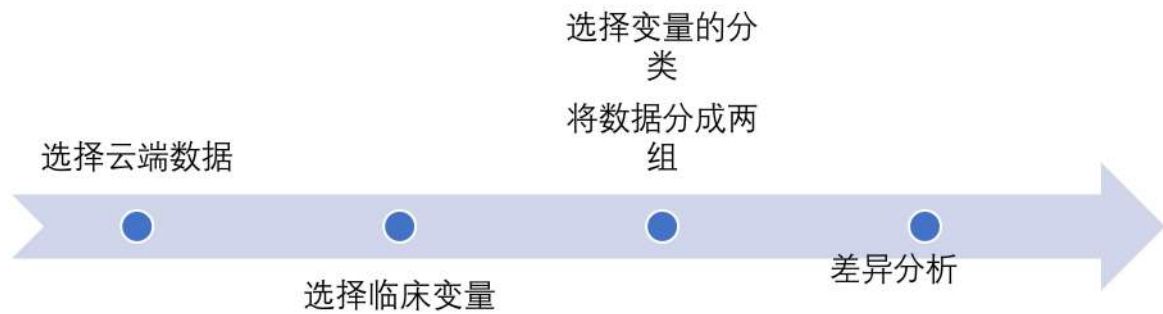 选择云端数据
选择临床变量
选择变量的分
类
将数据分成两
组
差异分析